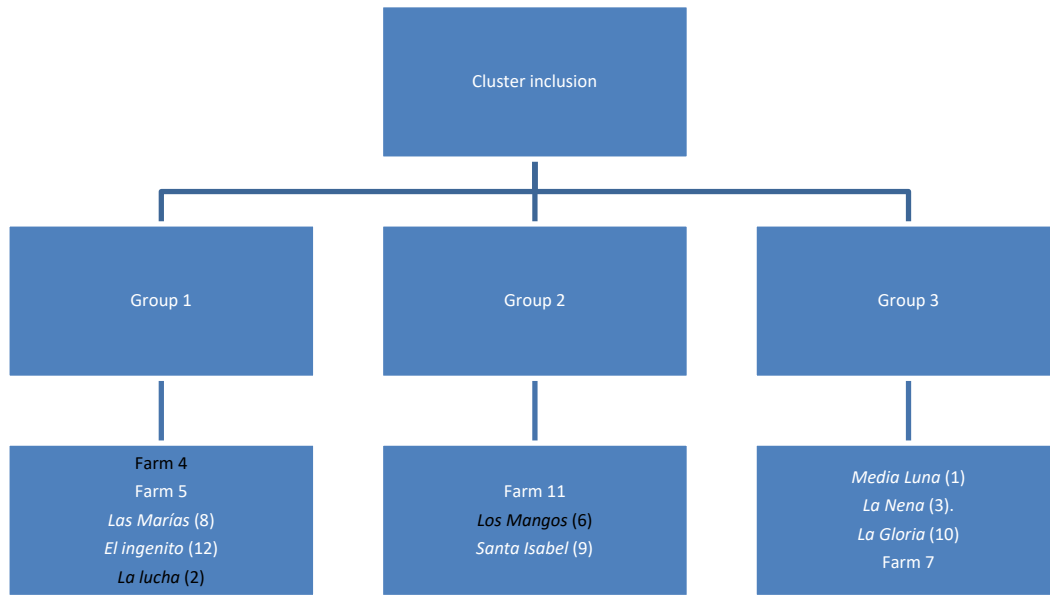 Cluster inclusion
Group 1
Group 2
Group 3
Farm 4
Farm 5
Las Marías (8)
El ingenito (12)
La lucha (2)
Farm 11
Los Mangos (6)
Santa Isabel (9)
Media Luna (1)
La Nena (3).
La Gloria (10)
Farm 7